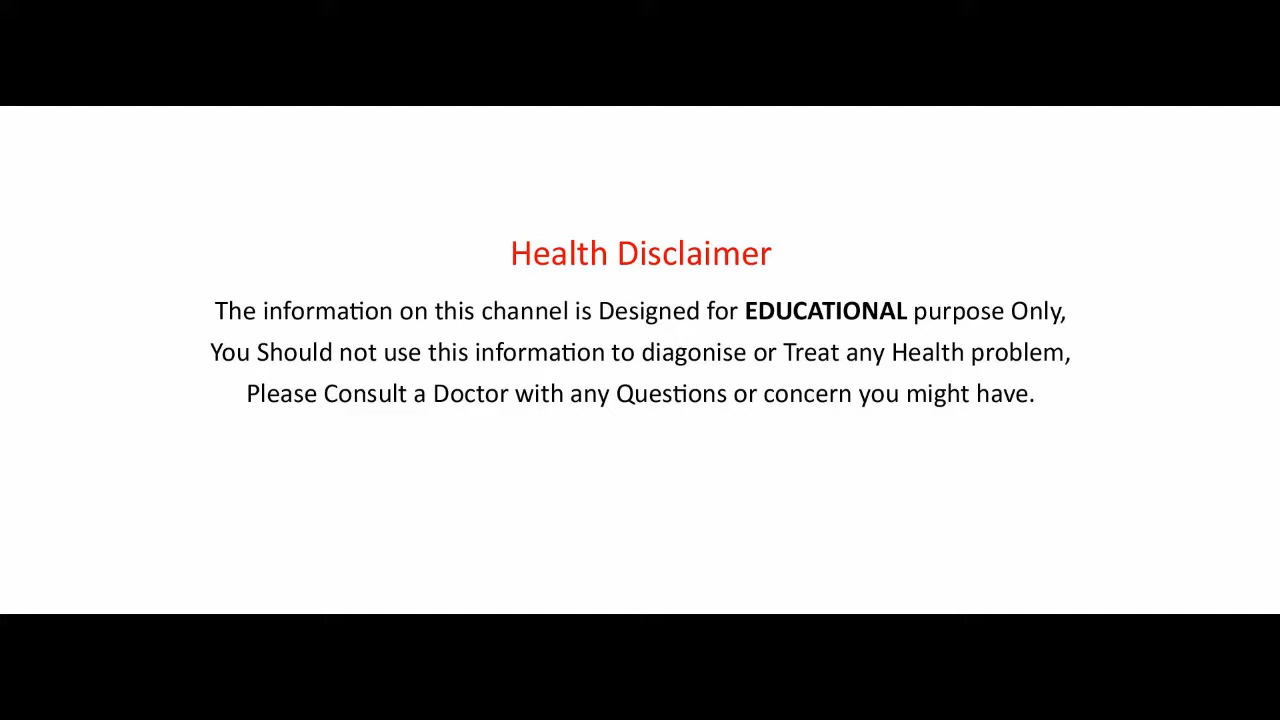 Health Disclaimer
The information on this channel is Designed for EDUCATIONAL purpose Only,
You Should not use this information to diagonise or Treat any Health problem,
Please Consult a Doctor with any Questions or concern you might have.